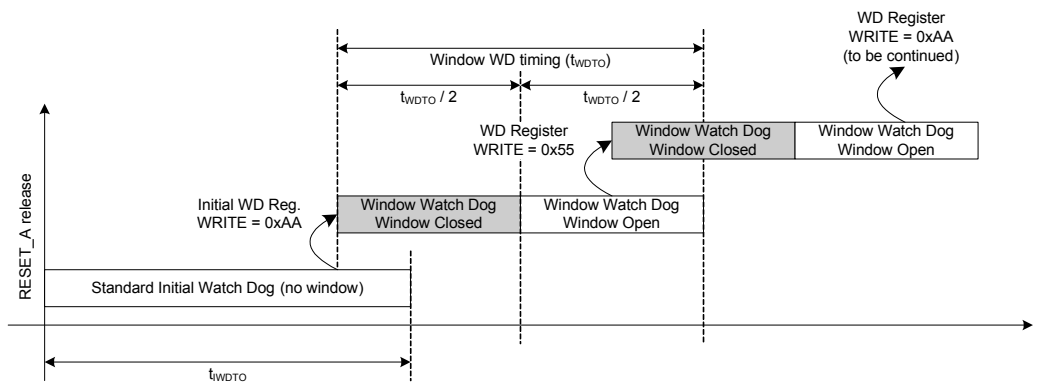 WD Register
WRITE = 0xAA
(to be continued)
Window WD timing (tWDTO)
tWDTO / 2
tWDTO / 2
WD Register
WRITE = 0x55
Window Watch Dog
Window Closed
Window Watch Dog
Window Open
Initial WD Reg.
WRITE = 0xAA
Window Watch Dog
Window Closed
Window Watch Dog
Window Open
RESET_A release
Standard Initial Watch Dog (no window)
tIWDTO